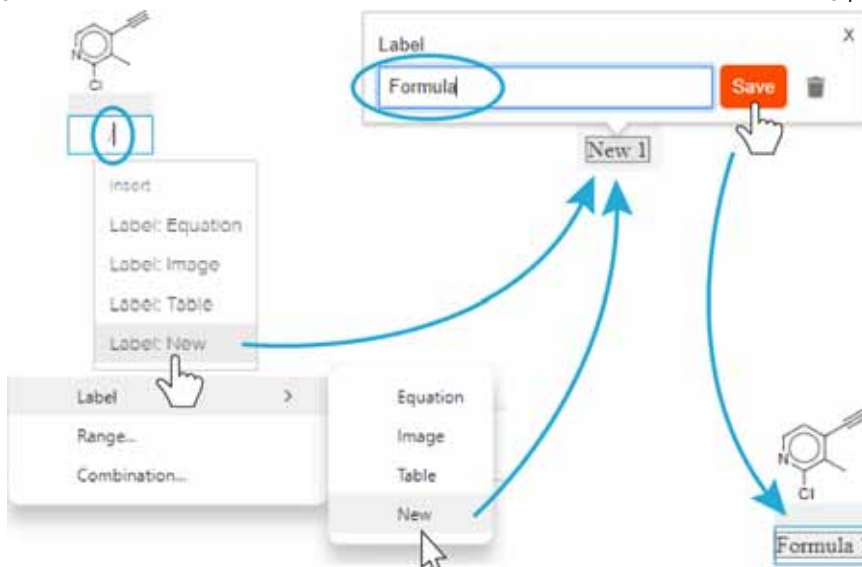 N
Cl
/
Insert
Label: Equation
Label: Image
Label: Table
Label: New
Label
Range...
Combination...
Equation
Image
Table
New
Label
X
Formula
Save
New 1
N
Cl
Formula